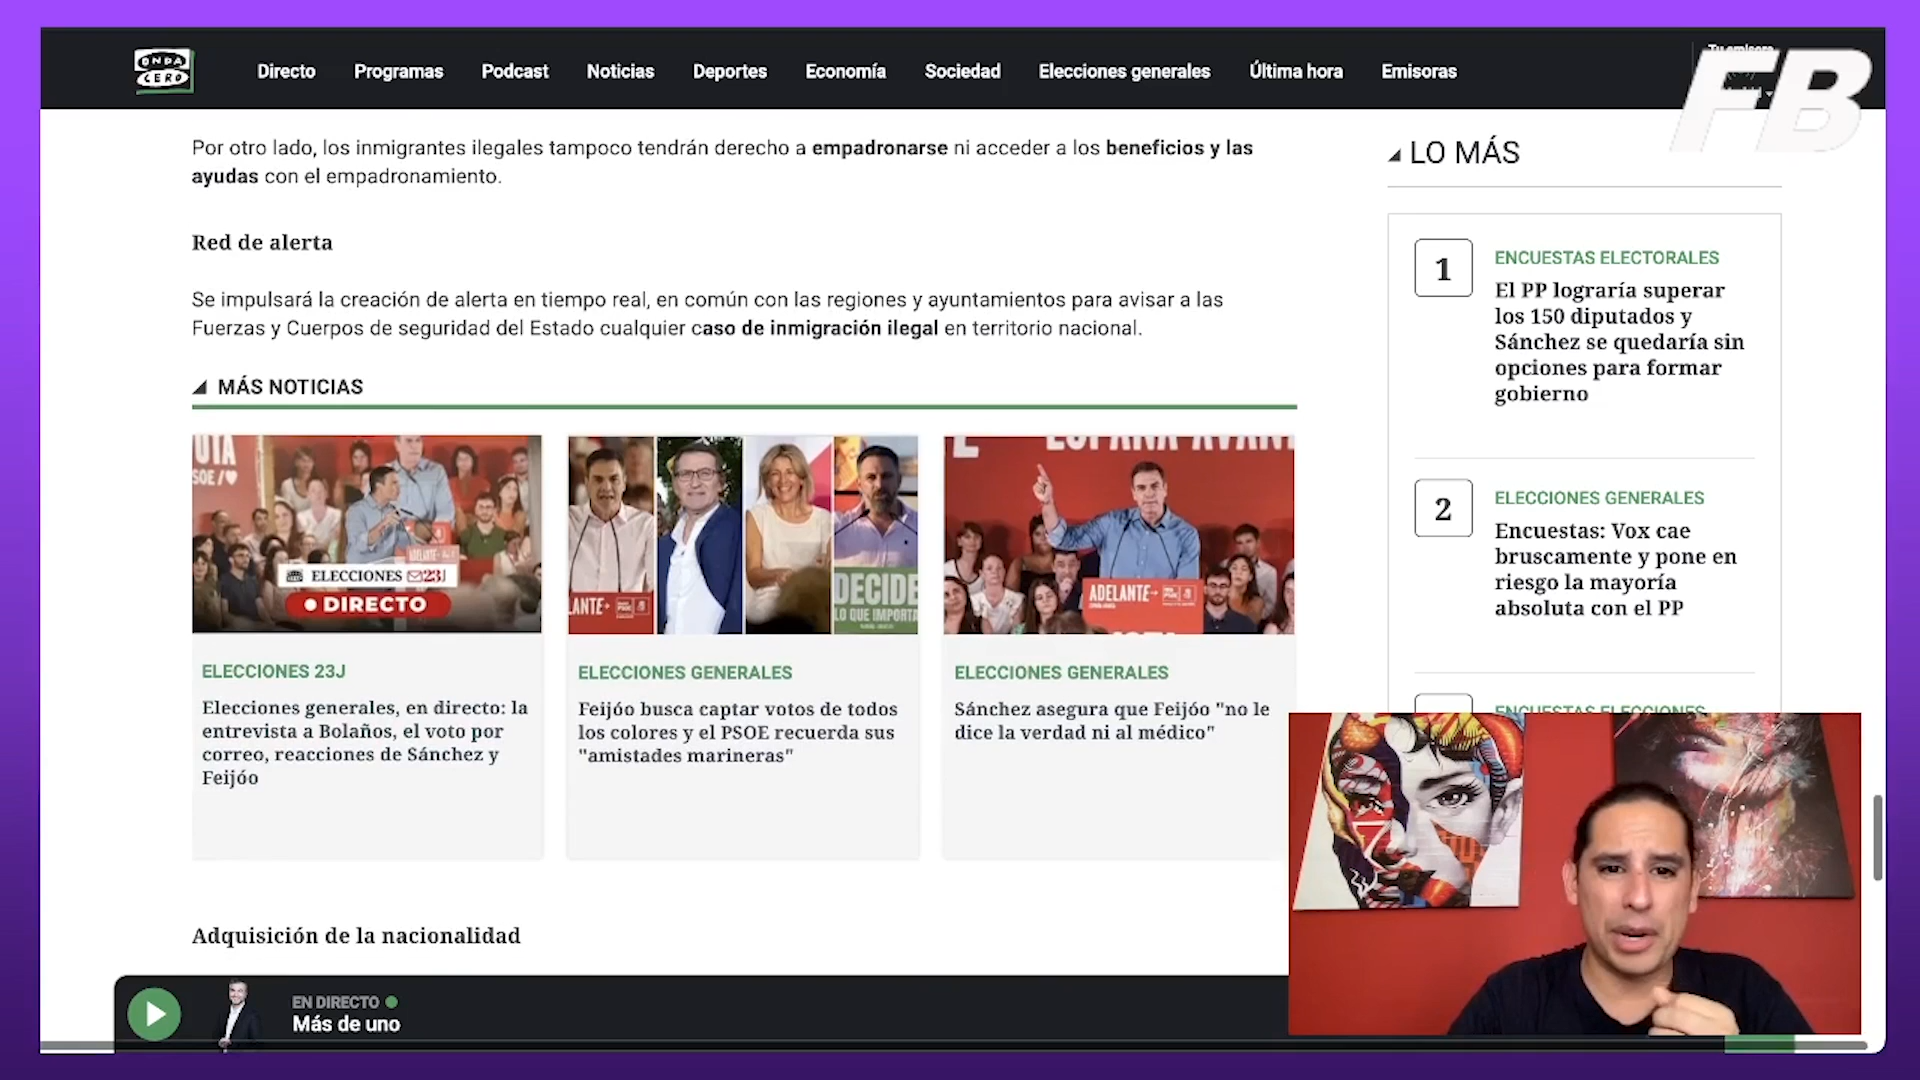 ONDA
CERO
Directo
Programas
Podcast
Noticias
Deportes
Economía
Sociedad
Elecciones generales
Última hora
Emisoras
Tu emisora
FB
Por otro lado, los inmigrantes ilegales tampoco tendrán derecho a empadronarse ni acceder a los beneficios y las
ayudas con el empadronamiento.
Red de alerta
Se impulsará la creación de alerta en tiempo real, en común con las regiones y ayuntamientos para avisar a las
Fuerzas y Cuerpos de seguridad del Estado cualquier caso de inmigración ilegal en territorio nacional.
MÁS NOTICIAS
ELECCIONES 23J
DIRECTO
ELECCIONES 23J
Elecciones generales, en directo: la
entrevista a Bolaños, el voto por
correo, reacciones de Sánchez y
Feijóo
DECIDE
LO QUE IMPORTA
ELECCIONES GENERALES
Feijóo busca captar votos de todos
los colores y el PSOE recuerda sus
"amistades marineras"
ADELANTE
ELECCIONES GENERALES
Sánchez asegura que Feijóo "no le
dice la verdad ni al médico"
Adquisición de la nacionalidad
LO MÁS
1
ENCUESTAS ELECTORALES
El PP lograría superar
los 150 diputados y
Sánchez se quedaría sin
opciones para formar
gobierno
2
ELECCIONES GENERALES
Encuestas: Vox cae
bruscamente y pone en
riesgo la mayoría
absoluta con el PP
ENCUESTAS ELECCIONES
EN DIRECTO
Más de uno